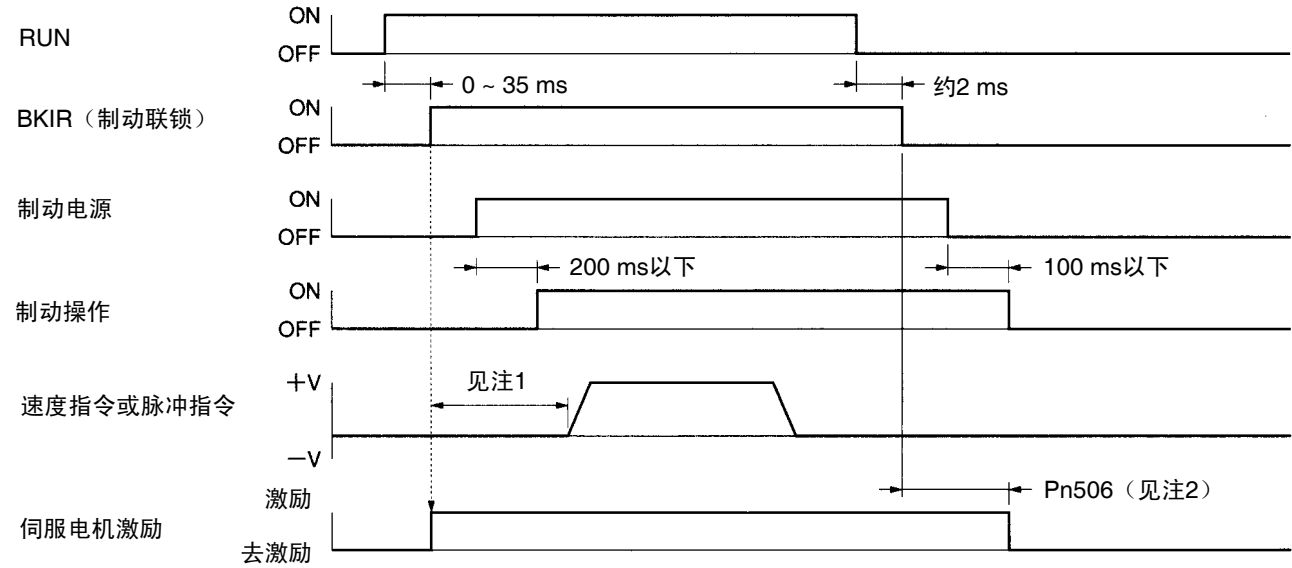 ON
RUN
OFF
0 ~ 35 ms
约2 ms
ON
BKIR（制动联锁）
OFF
ON
制动电源
OFF
200 ms以下
100 ms以下
ON
制动操作
OFF
+V
见注1
速度指令或脉冲指令
−V
Pn506（见注2）
激励
伺服电机激励
去激励